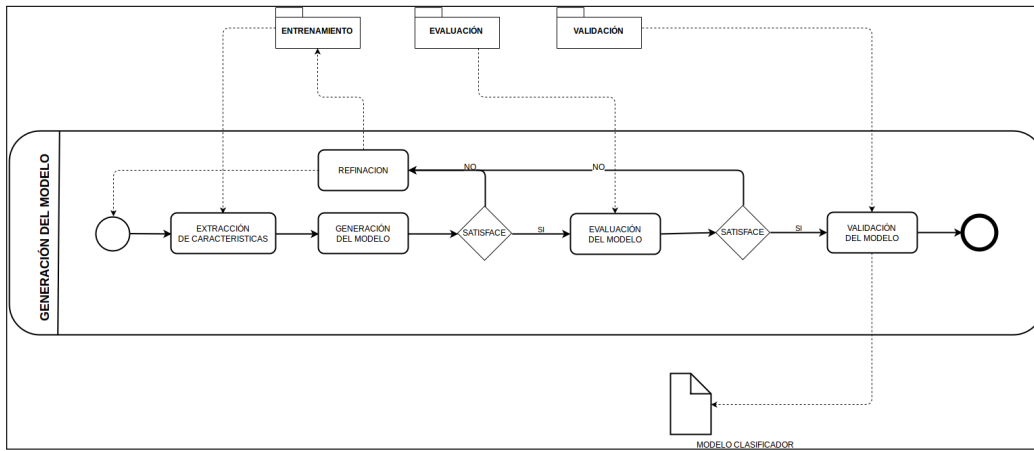 ENTRENAMIENTO
EVALUACIÓN
VALIDACIÓN
GENERACIÓN DEL MODELO
REFINACION
NO
NO
EXTRACCIÓN
DE CARACTERISTICAS
GENERACIÓN
DEL MODELO
SATISFACE
SI
EVALUACIÓN
DEL MODELO
SATISFACE
SI
VALIDACIÓN
DEL MODELO
MODELO CLASIFICADOR